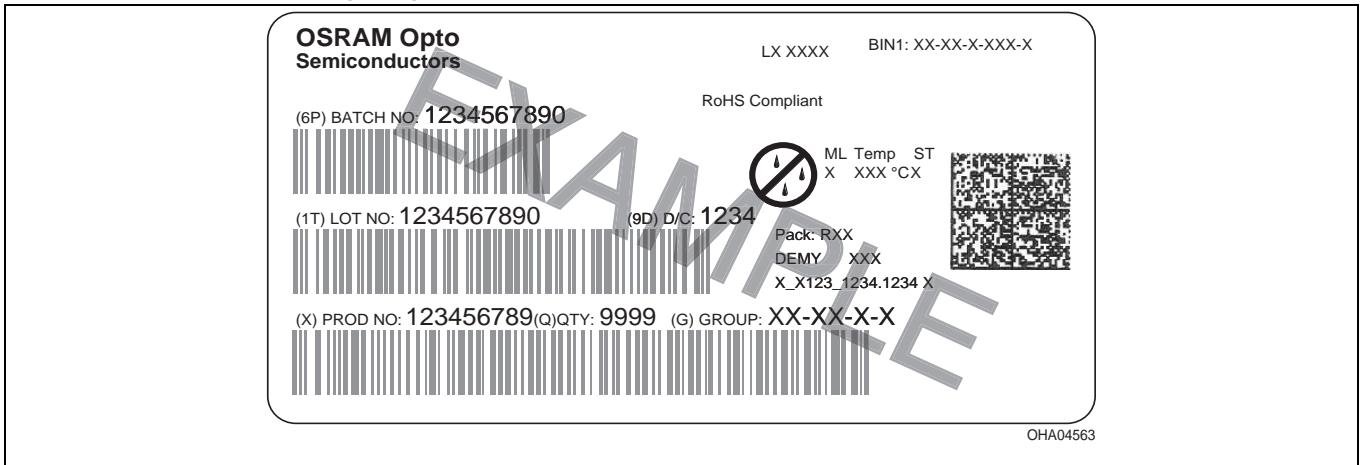 OSRAM Opto
Semiconductors
LX XXXX
BIN1: XX-XX-X-XXX-X
RoHS Compliant
(6P) BATCH NO: 1234567890
ML Temp ST
X XXX °C X
(1T) LOT NO: 1234567890 (9D) D/C: 1234
Pack: RXX
DEMY XXX
X_X123_1234.1234 X
(X) PROD NO: 123456789(Q)QTY: 9999 (G) GROUP: XX-XX-X-X
EXAMPLE
OHA04563